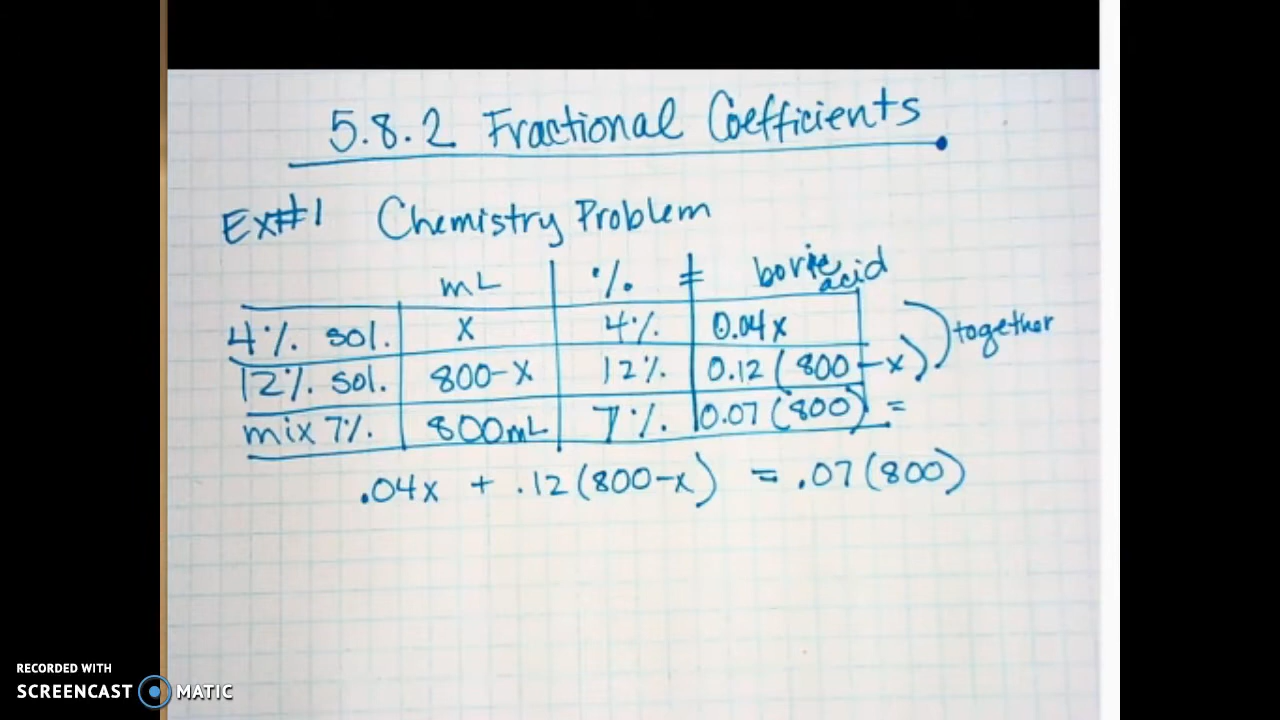 5.8.2 Fractional Coefficients
Ex#1 Chemistry Problem
mL % = boric acid
4% sol. x 4% 0.04x
12% sol. 800-x 12% 0.12(800-x) together
mix 7% 800mL 7% 0.07(800) =
.04x + .12(800-x) = .07(800)
RECORDED WITH
SCREENCAST MATIC